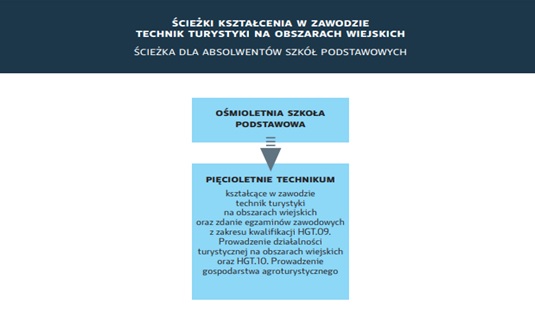 ŚCIEŻKI KSZTAŁCENIA W ZAWODZIE
TECHNIK TURYSTYKI NA OBSZARACH WIEJSKICH
ŚCIEŻKA DLA ABSOLWENTÓW SZKÓŁ PODSTAWOWYCH
OŚMIOLETNIA SZKOŁA
PODSTAWOWA
PIĘCIOLETNIE TECHNIKUM
kształcące w zawodzie
technik turystyki
na obszarach wiejskich
oraz zdanie egzaminów zawodowych
z zakresu kwalifikacji HGT.09.
Prowadzenie działalności
turystycznej na obszarach wiejskich
oraz HGT.10. Prowadzenie
gospodarstwa agroturystycznego